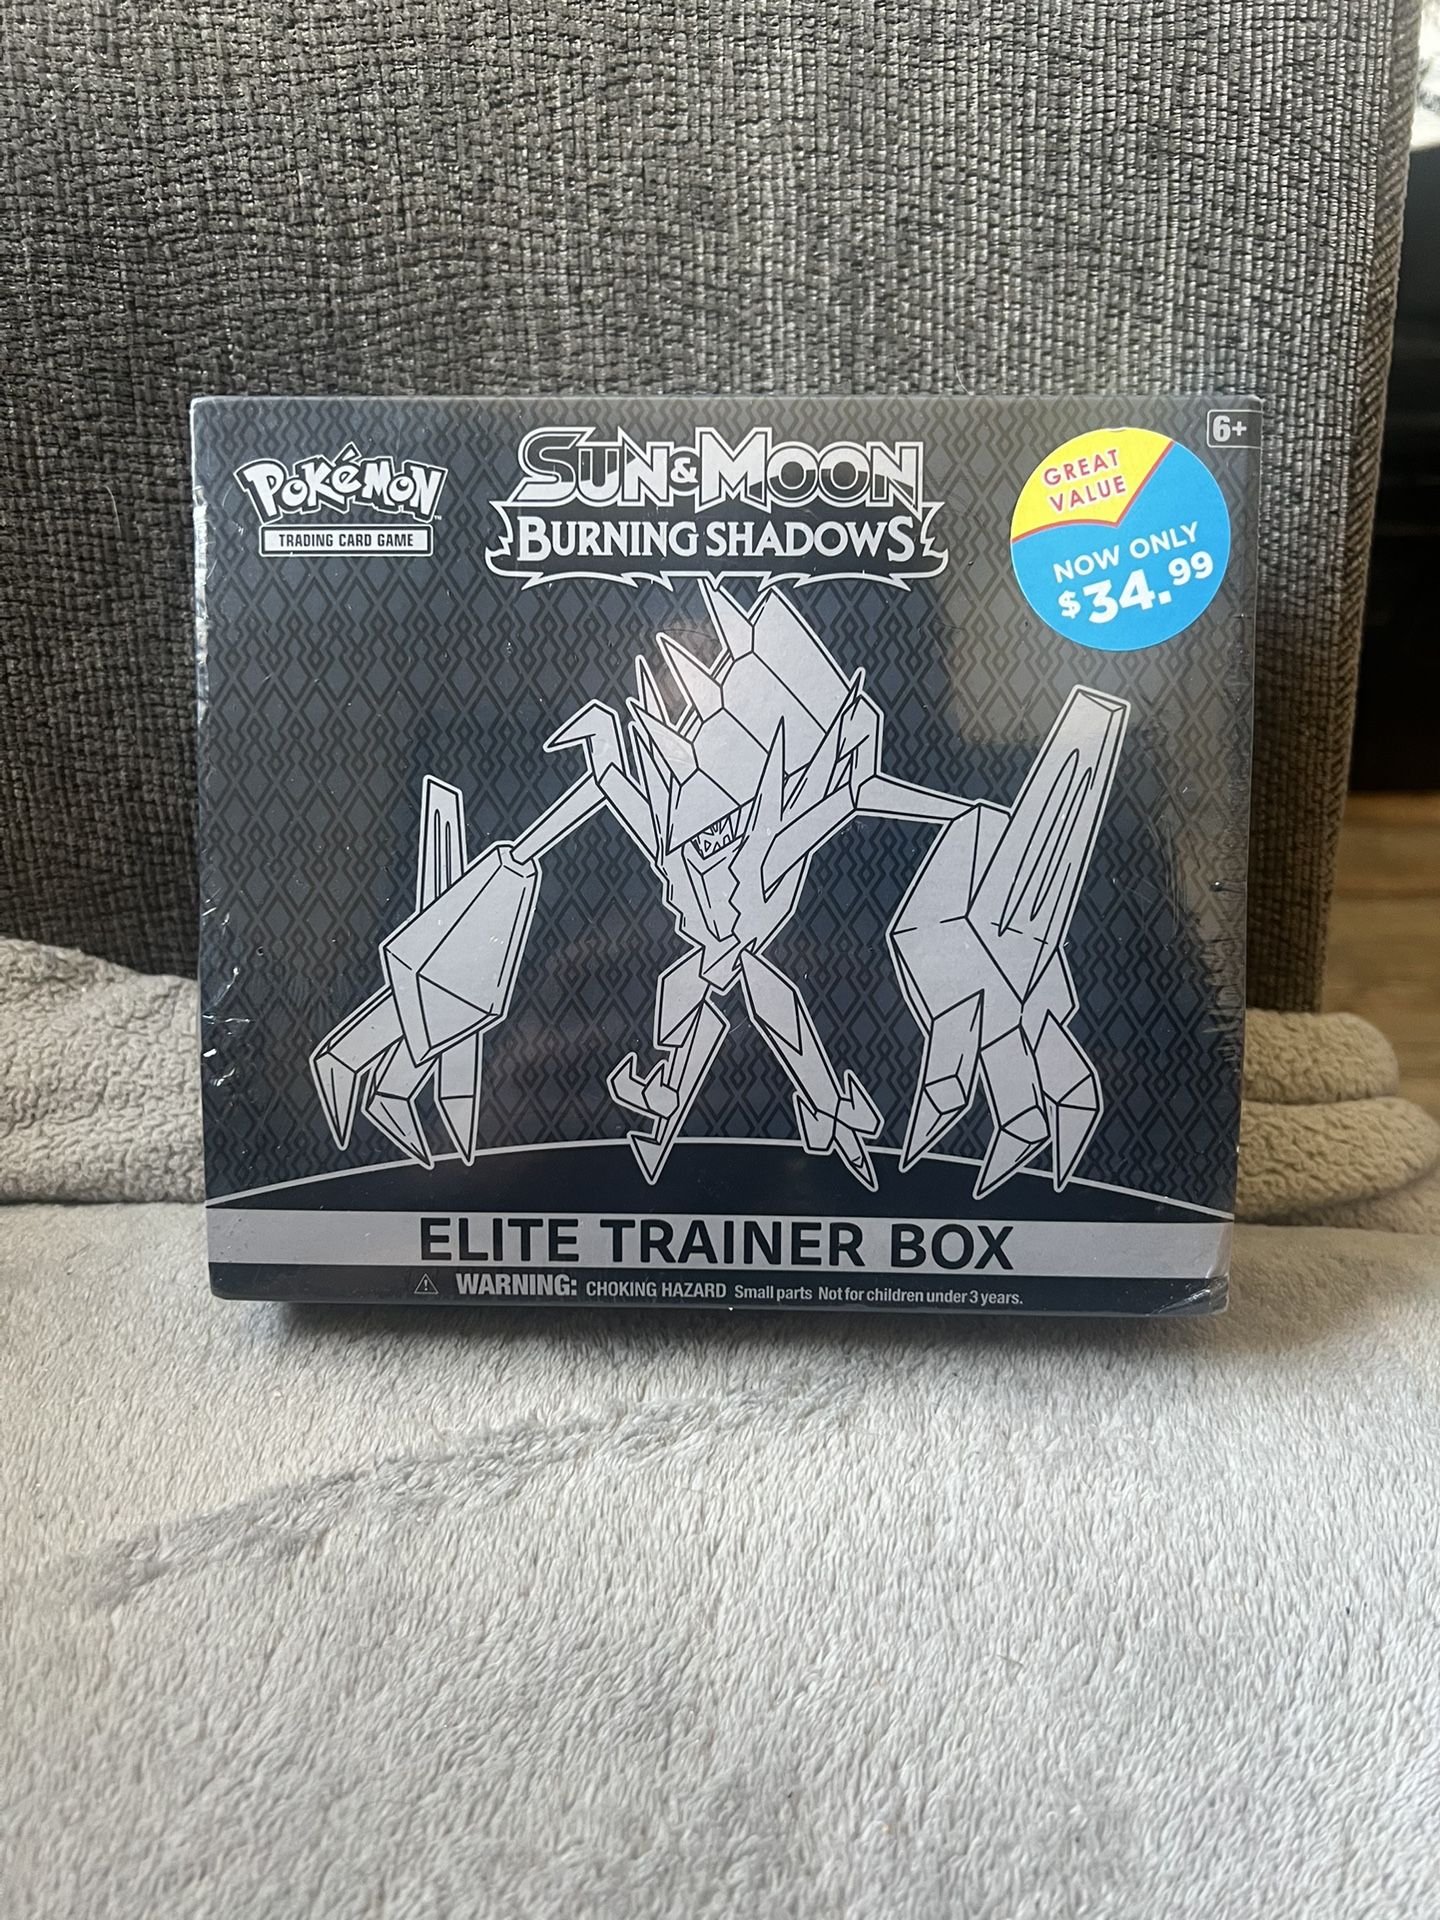 POKéMON
TRADING CARD GAME
SUN & MOON
BURNING SHADOWS
6+
GREAT
VALUE
NOW ONLY
$34.99
ELITE TRAINER BOX
⚠ WARNING: CHOKING HAZARD Small parts Not for children under 3 years.